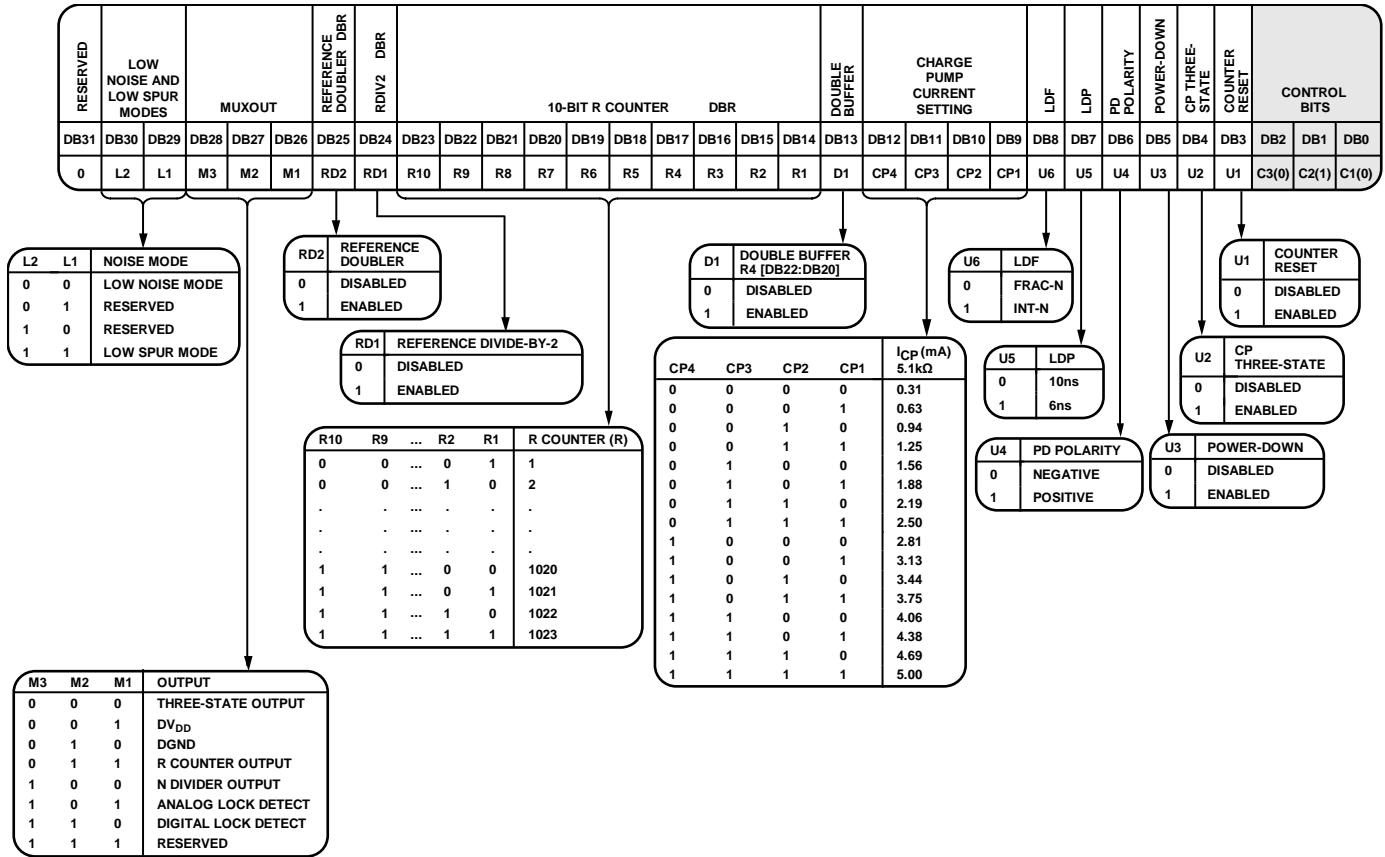 RESERVED
LOW
NOISE AND
LOW SPUR
MODES
MUXOUT
REFERENCE
DOUBLER DBR
RDIV2 DBR
10-BIT R COUNTER DBR
DOUBLE
BUFFER
CHARGE
PUMP
CURRENT
SETTING
LDF
LDP
PD
POLARITY
POWER-DOWN
CP THREE-
STATE
COUNTER
RESET
CONTROL
BITS
DB31 DB30 DB29 DB28 DB27 DB26 DB25 DB24 DB23 DB22 DB21 DB20 DB19 DB18 DB17 DB16 DB15 DB14 DB13 DB12 DB11 DB10 DB9 DB8 DB7 DB6 DB5 DB4 DB3 DB2 DB1 DB0
0 L2 L1 M3 M2 M1 RD2 RD1 R10 R9 R8 R7 R6 R5 R4 R3 R2 R1 D1 CP4 CP3 CP2 CP1 U6 U5 U4 U3 U2 U1 C3(0) C2(1) C1(0)
L2 L1 NOISE MODE
0 0 LOW NOISE MODE
0 1 RESERVED
1 0 RESERVED
1 1 LOW SPUR MODE
RD2 REFERENCE
DOUBLER
0 DISABLED
1 ENABLED
RD1 REFERENCE DIVIDE-BY-2
0 DISABLED
1 ENABLED
R10 R9 ... R2 R1 R COUNTER (R)
0 0 ... 0 1 1
0 0 ... 1 0 2
. . ... . . .
. . ... . . .
. . ... . . .
1 1 ... 0 0 1020
1 1 ... 0 1 1021
1 1 ... 1 0 1022
1 1 ... 1 1 1023
D1 DOUBLE BUFFER
R4 [DB22:DB20]
0 DISABLED
1 ENABLED
CP4 CP3 CP2 CP1 ICP (mA)
5.1kΩ
0 0 0 0 0.31
0 0 0 1 0.63
0 0 1 0 0.94
0 0 1 1 1.25
0 1 0 0 1.56
0 1 0 1 1.88
0 1 1 0 2.19
0 1 1 1 2.50
1 0 0 0 2.81
1 0 0 1 3.13
1 0 1 0 3.44
1 0 1 1 3.75
1 1 0 0 4.06
1 1 0 1 4.38
1 1 1 0 4.69
1 1 1 1 5.00
U6 LDF
0 FRAC-N
1 INT-N
U5 LDP
0 10ns
1 6ns
U4 PD POLARITY
0 NEGATIVE
1 POSITIVE
U1 COUNTER
RESET
0 DISABLED
1 ENABLED
U2 CP
THREE-STATE
0 DISABLED
1 ENABLED
U3 POWER-DOWN
0 DISABLED
1 ENABLED
M3 M2 M1 OUTPUT
0 0 0 THREE-STATE OUTPUT
0 0 1 DVDD
0 1 0 DGND
0 1 1 R COUNTER OUTPUT
1 0 0 N DIVIDER OUTPUT
1 0 1 ANALOG LOCK DETECT
1 1 0 DIGITAL LOCK DETECT
1 1 1 RESERVED